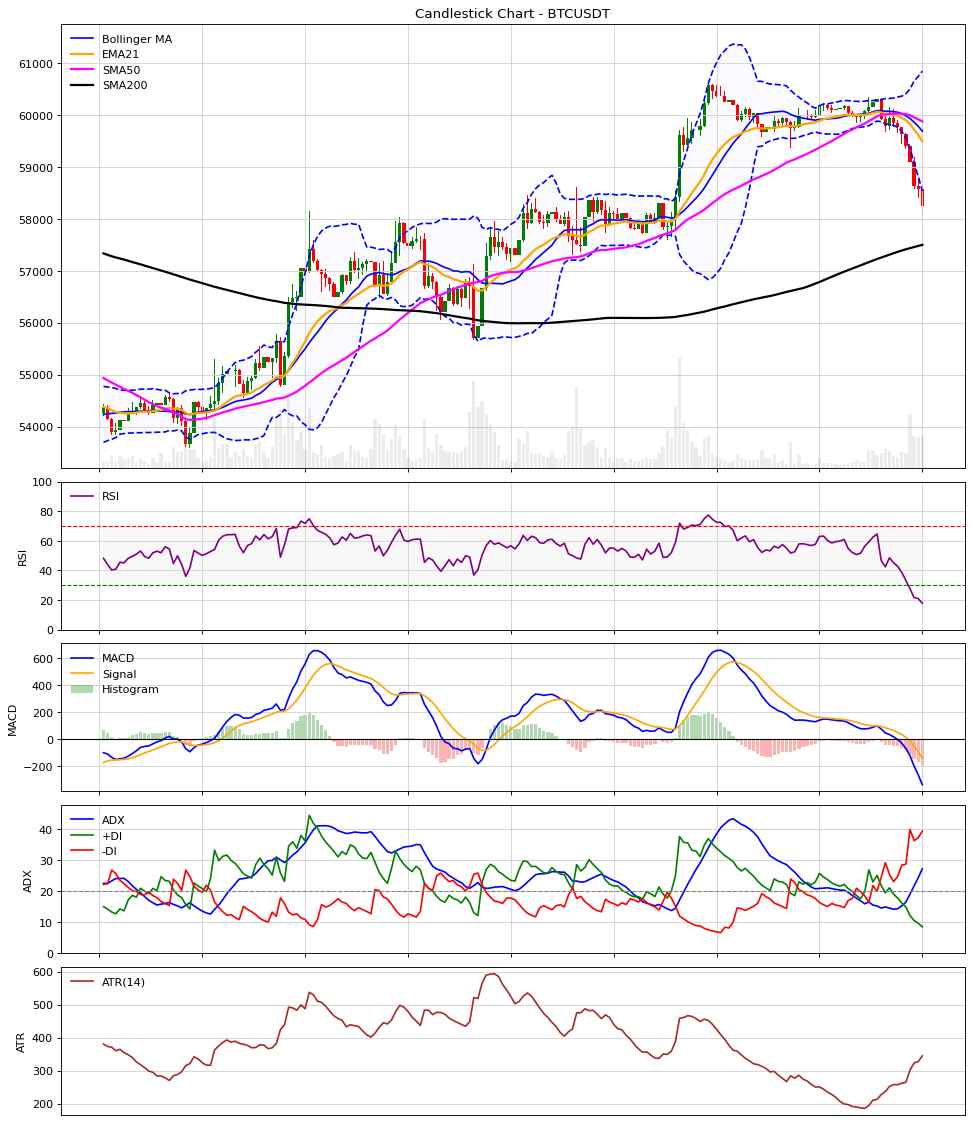 Candlestick Chart - BTCUSDT
Bollinger MA
EMA21
SMA50
SMA200
61000
60000
59000
58000
57000
56000
55000
54000
RSI
100
80
60
40
20
0
RSI
MACD
Signal
Histogram
600
400
200
0
−200
MACD
ADX
+DI
-DI
40
30
20
10
0
ADX
ATR(14)
600
500
400
300
200
ATR